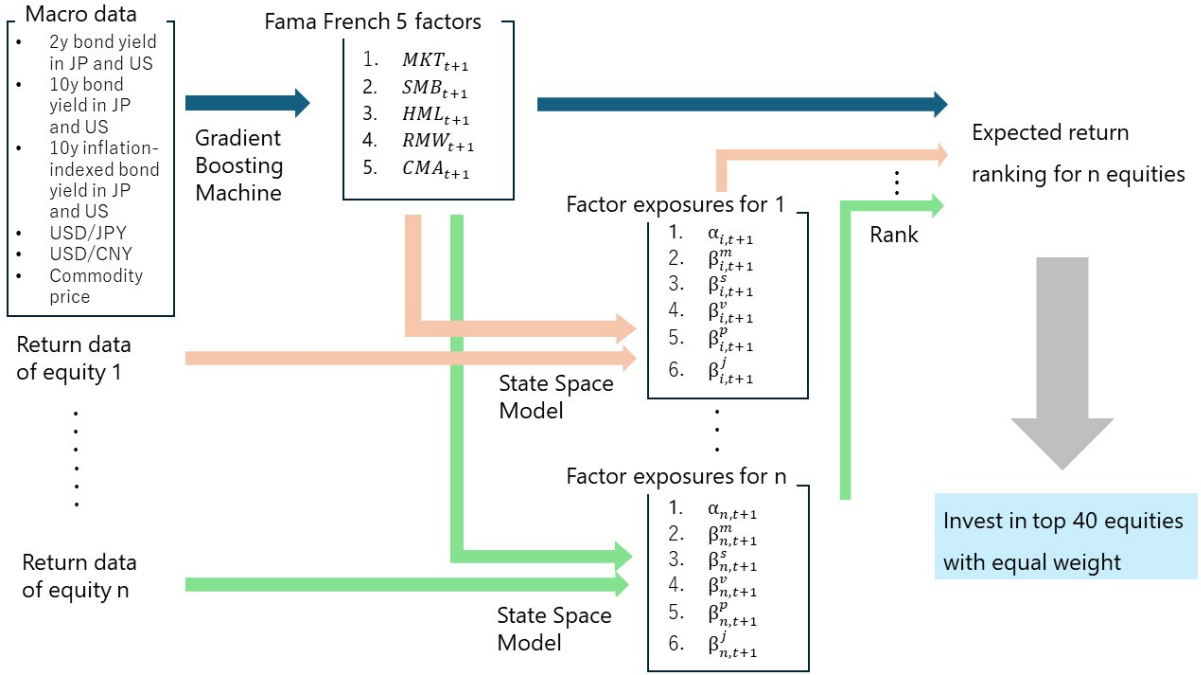 Macro data
• 2y bond yield
in JP and US
• 10y bond
yield in JP
and US
• 10y inflation-
indexed bond
yield in JP
and US
• USD/JPY
• USD/CNY
• Commodity
price
Gradient
Boosting
Machine
Fama French 5 factors
1. MKTₜ₊₁
2. SMBₜ₊₁
3. HMLₜ₊₁
4. RMWₜ₊₁
5. CMAₜ₊₁
Return data
of equity 1
State Space
Model
Factor exposures for 1
1. α_{i,t+1}
2. β^m_{i,t+1}
3. β^s_{i,t+1}
4. β^v_{i,t+1}
5. β^p_{i,t+1}
6. β^j_{i,t+1}
Return data
of equity n
State Space
Model
Factor exposures for n
1. α_{n,t+1}
2. β^m_{n,t+1}
3. β^s_{n,t+1}
4. β^v_{n,t+1}
5. β^p_{n,t+1}
6. β^j_{n,t+1}
Rank
Expected return
ranking for n equities
Invest in top 40 equities
with equal weight